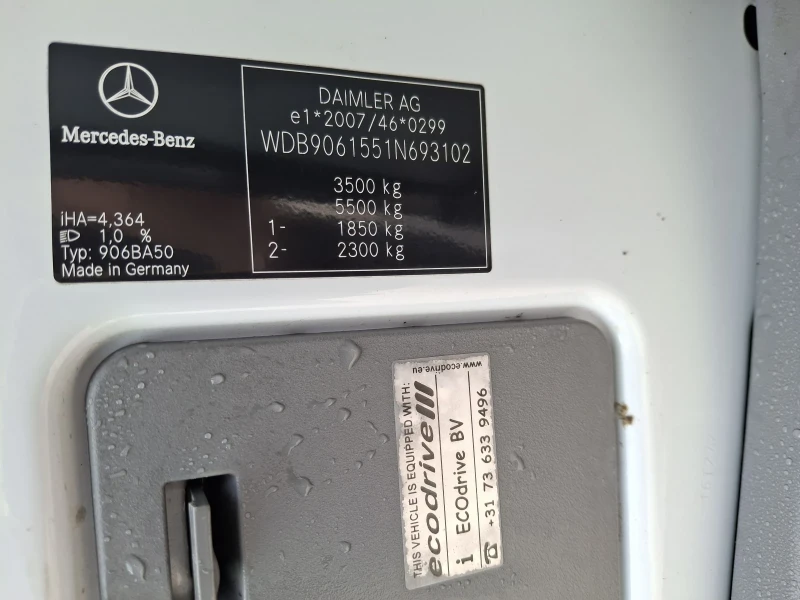 Mercedes-Benz
iHA=4,364
1,0 %
Typ: 906BA50
Made in Germany
DAIMLER AG
e1*2007/46*0299
WDB9061551N693102
3500 kg
5500 kg
1- 1850 kg
2- 2300 kg
THIS VEHICLE IS EQUIPPED WITH:
ecodrive
i ECOdrive BV
+31 73 633 9496
www.ecodrive.eu